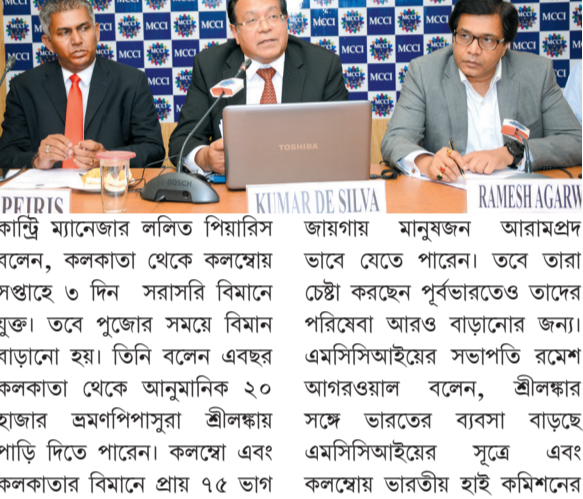 MCCI
TOSHIBA
BOSCH
PEIRIS
KUMAR DE SILVA
RAMESH AGARW
কান্ট্রি ম্যানেজার ললিত পিয়ারিস
বলেন, কলকাতা থেকে কলম্বোয়
সপ্তাহে ৩ দিন সরাসরি বিমানে
যুক্ত। তবে পুজোর সময়ে বিমান
বাড়ানো হয়। তিনি বলেন এবছর
কলকাতা থেকে আনুমানিক ২০
হাজার ভ্রমণপিপাসুরা শ্রীলঙ্কায়
পাড়ি দিতে পারেন। কলম্বো এবং
কলকাতার বিমানে প্রায় ৭৫ ভাগ
জায়গায় মানুষজন আরামপ্রদ
ভাবে যেতে পারেন। তবে তারা
চেষ্টা করছেন পূর্বভারতেও তাদের
পরিষেবা আরও বাড়ানোর জন্য।
এমসিসিআইয়ের সভাপতি রমেশ
আগরওয়াল বলেন, শ্রীলঙ্কার
সঙ্গে ভারতের ব্যবসা বাড়ছে
এমসিসিআইয়ের সূত্রে এবং
কলম্বোয় ভারতীয় হাই কমিশনের